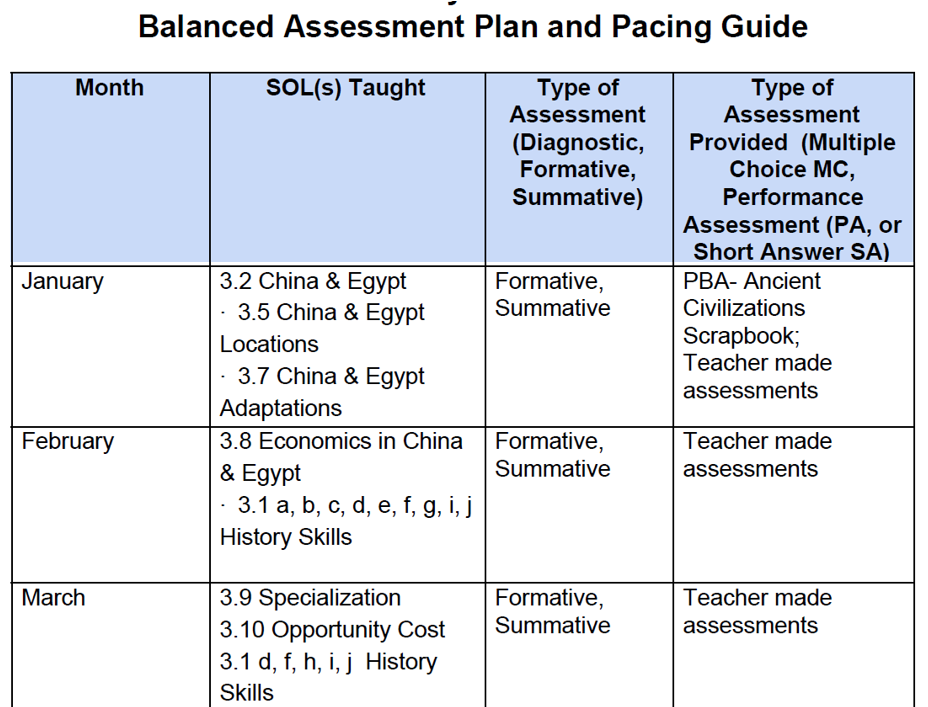 Balanced Assessment Plan and Pacing Guide
Month
SOL(s) Taught
Type of
Assessment
(Diagnostic,
Formative,
Summative)
Type of
Assessment
Provided (Multiple
Choice MC,
Performance
Assessment (PA, or
Short Answer SA)
January
3.2 China & Egypt
· 3.5 China & Egypt
Locations
· 3.7 China & Egypt
Adaptations
Formative,
Summative
PBA- Ancient
Civilizations
Scrapbook;
Teacher made
assessments
February
3.8 Economics in China
& Egypt
· 3.1 a, b, c, d, e, f, g, i, j
History Skills
Formative,
Summative
Teacher made
assessments
March
3.9 Specialization
3.10 Opportunity Cost
3.1 d, f, h, i, j History
Skills
Formative,
Summative
Teacher made
assessments